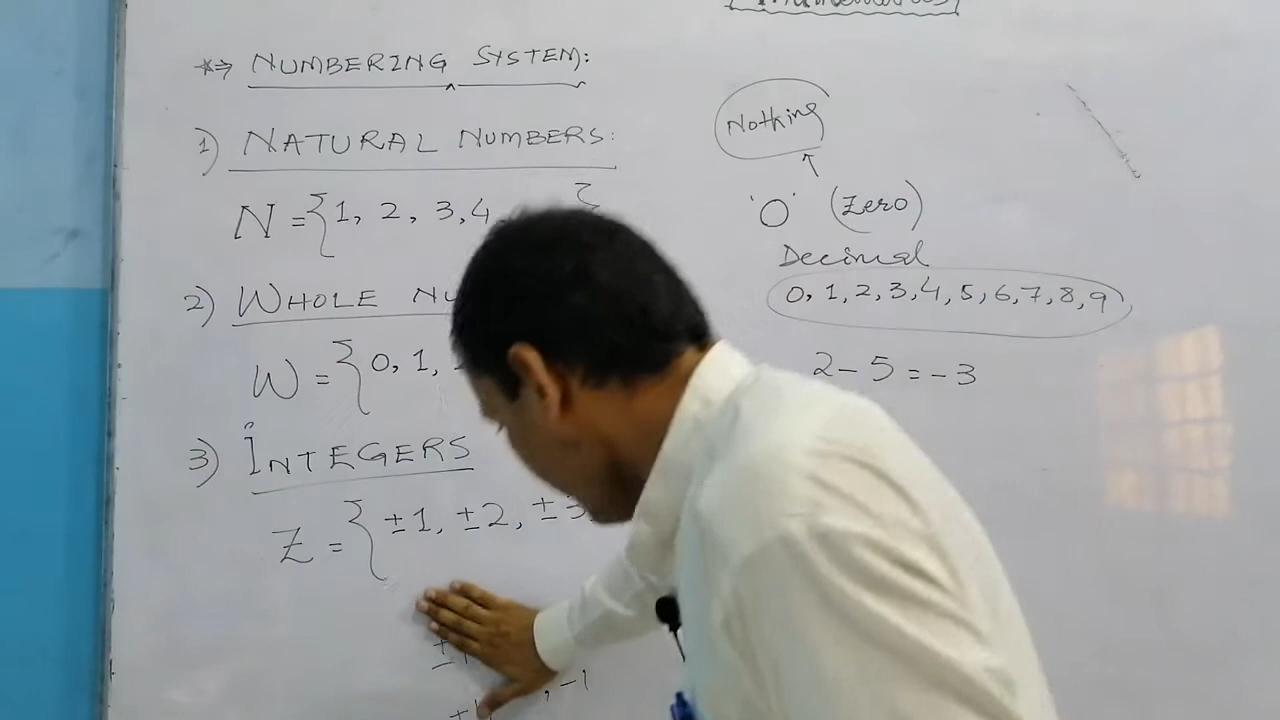 *⇒ NUMBERING SYSTEM:
1) NATURAL NUMBERS:
N = {1, 2, 3, 4
2) WHOLE NU
W = {0, 1,
3) INTEGERS
Z = {±1, ±2, ±3
, -1
Nothing
'0' (Zero)
Decimal
0, 1, 2, 3, 4, 5, 6, 7, 8, 9,
2 - 5 = -3